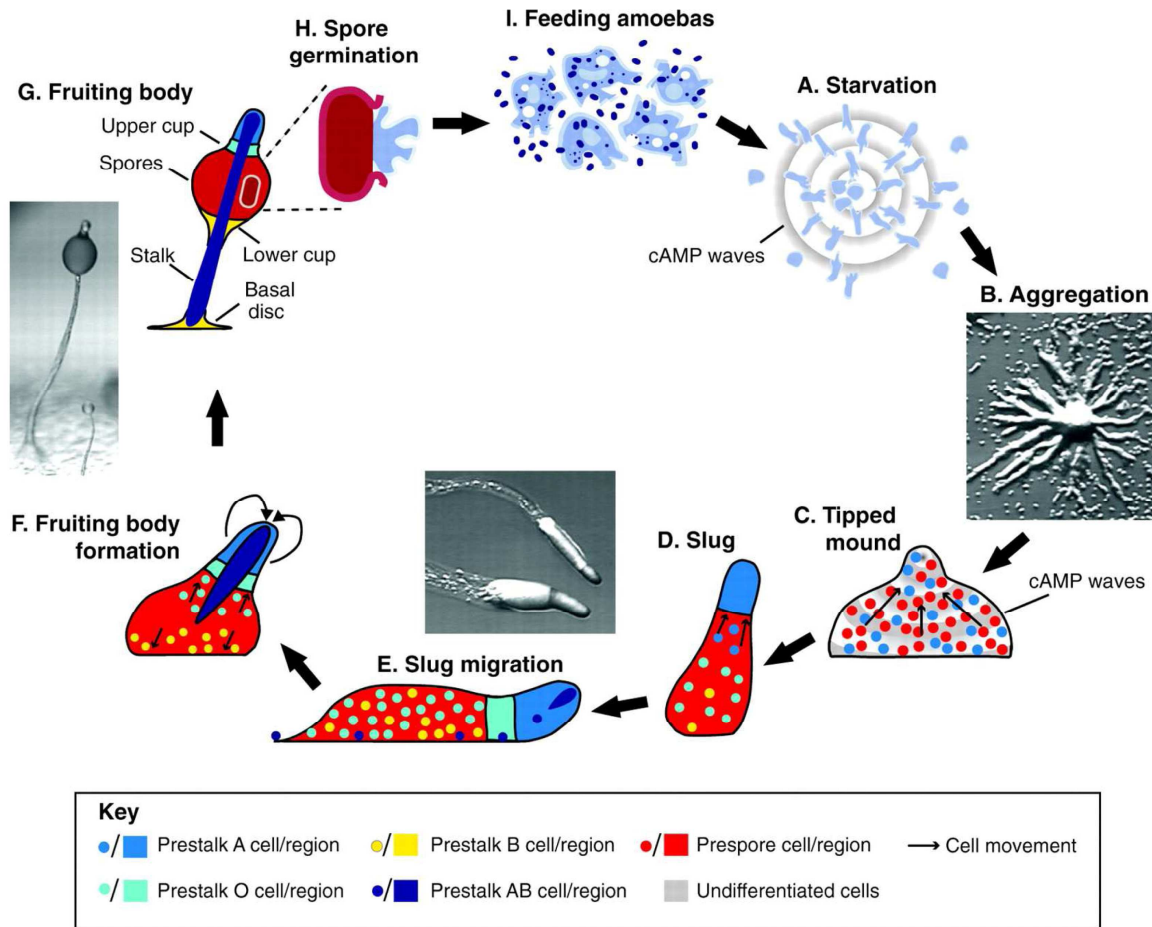 I. Feeding amoebas
H. Spore
germination
A. Starvation
G. Fruiting body
Upper cup
Spores
Stalk
Lower cup
Basal
disc
cAMP waves
B. Aggregation
F. Fruiting body
formation
D. Slug
C. Tipped
mound
cAMP waves
E. Slug migration
Key
/ Prestalk A cell/region
/ Prestalk B cell/region
/ Prespore cell/region
Cell movement
/ Prestalk O cell/region
/ Prestalk AB cell/region
Undifferentiated cells